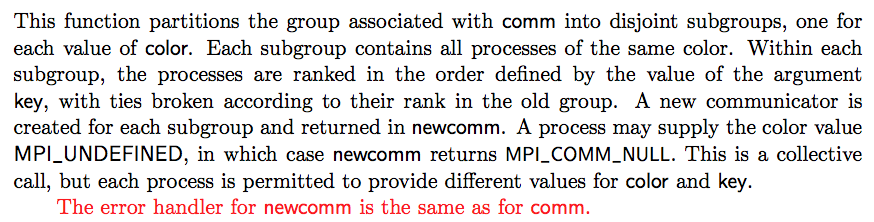 This function partitions the group associated with comm into disjoint subgroups, one for
each value of color. Each subgroup contains all processes of the same color. Within each
subgroup, the processes are ranked in the order defined by the value of the argument
key, with ties broken according to their rank in the old group. A new communicator is
created for each subgroup and returned in newcomm. A process may supply the color value
MPI_UNDEFINED, in which case newcomm returns MPI_COMM_NULL. This is a collective
call, but each process is permitted to provide different values for color and key.
The error handler for newcomm is the same as for comm.